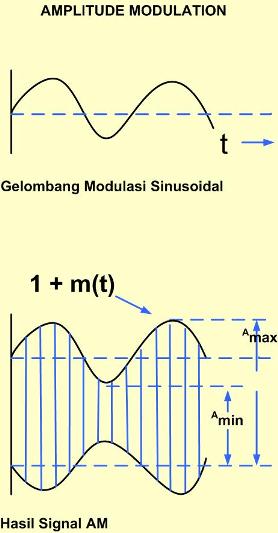 AMPLITUDE MODULATION
t
Gelombang Modulasi Sinusoidal
1 + m(t)
Amax
Amin
Hasil Signal AM